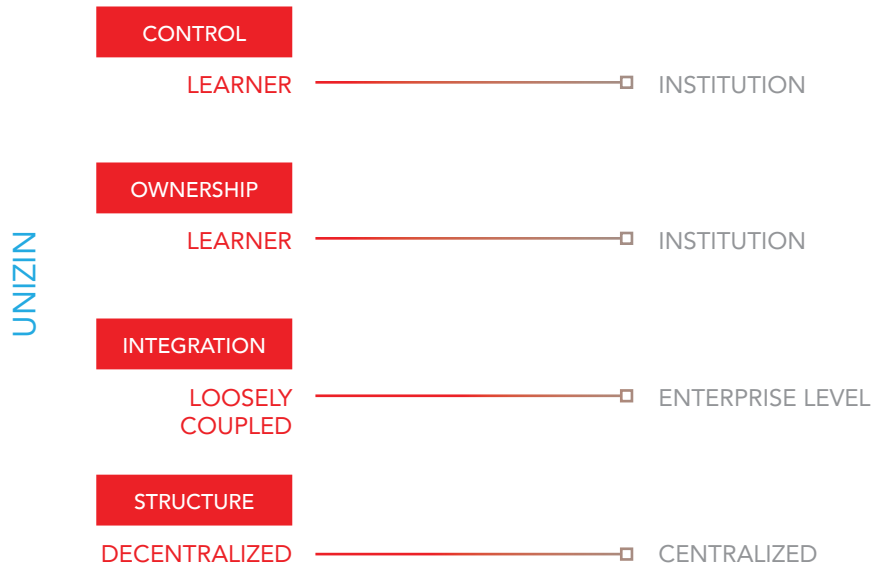 UNIZIN
CONTROL
LEARNER
INSTITUTION
OWNERSHIP
LEARNER
INSTITUTION
INTEGRATION
LOOSELY
COUPLED
ENTERPRISE LEVEL
STRUCTURE
DECENTRALIZED
CENTRALIZED